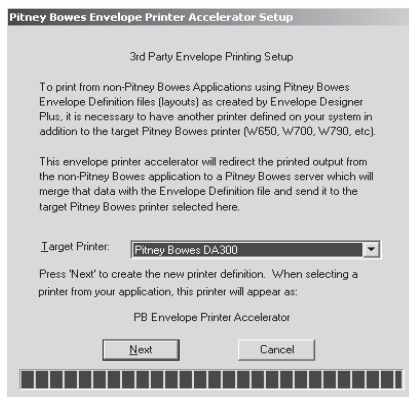 Pitney Bowes Envelope Printer Accelerator Setup
3rd Party Envelope Printing Setup
To print from non-Pitney Bowes Applications using Pitney Bowes
Envelope Definition files (layouts) as created by Envelope Designer
Plus, it is necessary to have another printer defined on your system in
addition to the target Pitney Bowes printer (W650, W700, W790, etc).
This envelope printer accelerator will redirect the printed output from
the non-Pitney Bowes application to a Pitney Bowes server which will
merge that data with the Envelope Definition file and send it to the
target Pitney Bowes printer selected here.
Target Printer: Pitney Bowes DA300
Press 'Next' to create the new printer definition. When selecting a
printer from your application, this printer will appear as:
PB Envelope Printer Accelerator
Next Cancel